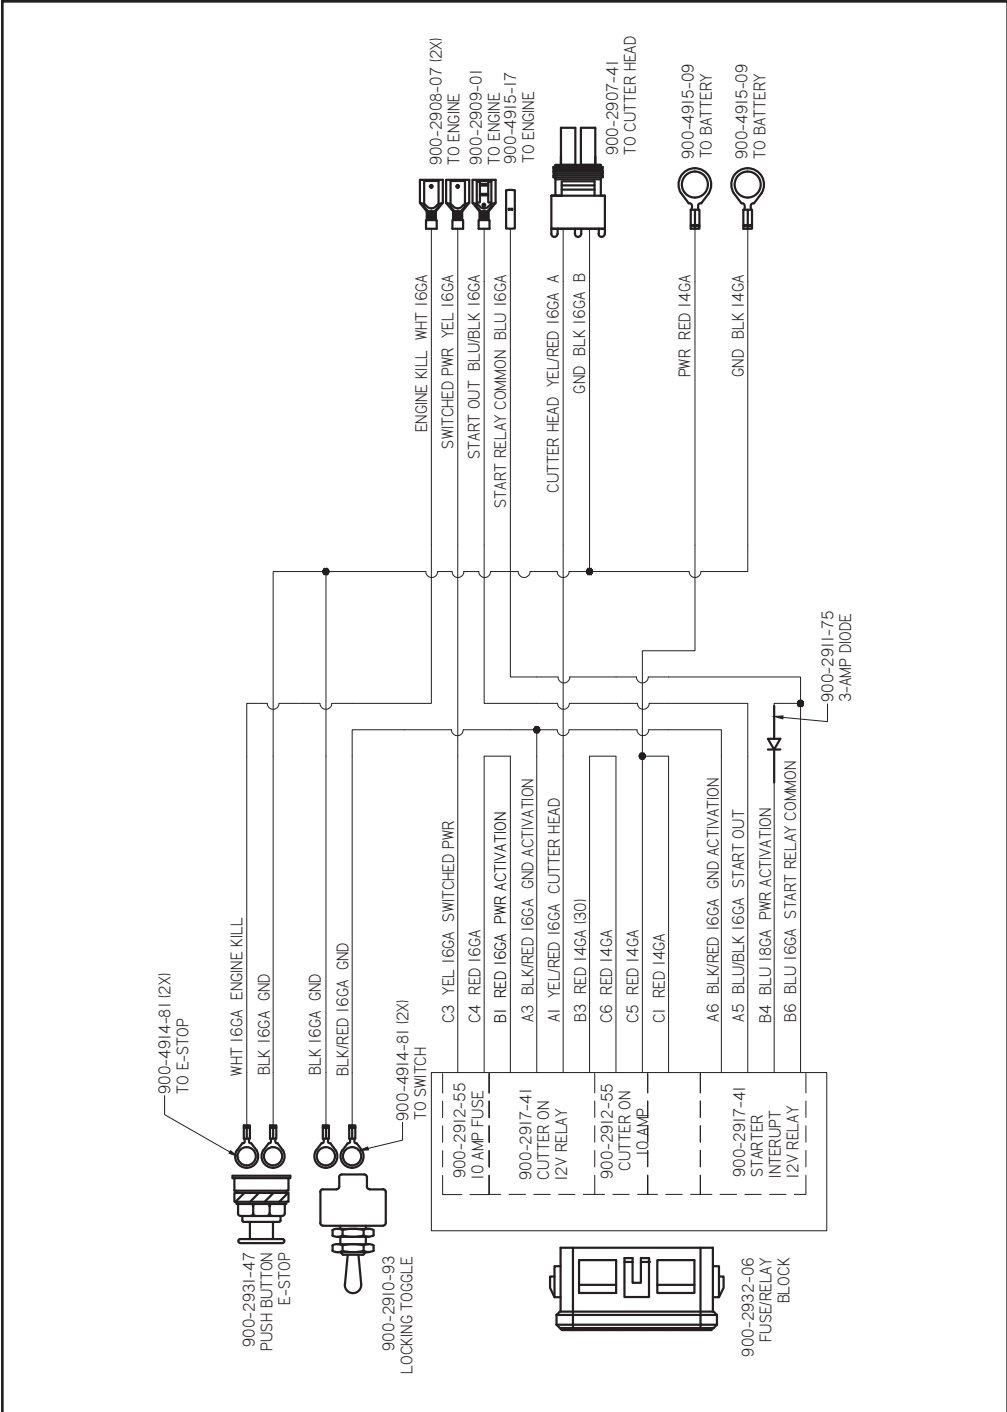 900-2931-47
PUSH BUTTON
E-STOP
900-4914-81 (2X)
TO E-STOP
WHT 16GA ENGINE KILL
BLK 16GA GND
900-2910-93
LOCKING TOGGLE
900-4914-81 (2X)
TO SWITCH
BLK 16GA GND
BLK/RED 16GA GND
900-2932-06
FUSE/RELAY
BLOCK
900-2912-55
10 AMP FUSE
900-2917-41
CUTTER ON
12V RELAY
900-2912-55
CUTTER ON
10 AMP
900-2917-41
STARTER
INTERUPT
12V RELAY
C3 YEL 16GA SWITCHED PWR
C4 RED 16GA
B1 RED 16GA PWR ACTIVATION
A3 BLK/RED 16GA GND ACTIVATION
A1 YEL/RED 16GA CUTTER HEAD
B3 RED 14GA (30)
C6 RED 14GA
C5 RED 14GA
C1 RED 14GA
A6 BLK/RED 16GA GND ACTIVATION
A5 BLU/BLK 16GA START OUT
B4 BLU 18GA PWR ACTIVATION
B6 BLU 16GA START RELAY COMMON
900-2911-75
3-AMP DIODE
ENGINE KILL WHT 16GA
SWITCHED PWR YEL 16GA
START OUT BLU/BLK 16GA
START RELAY COMMON BLU 16GA
CUTTER HEAD YEL/RED 16GA A
GND BLK 16GA B
PWR RED 14GA
GND BLK 14GA
900-2908-07 (2X)
TO ENGINE
900-2909-01
TO ENGINE
900-4915-17
TO ENGINE
900-2907-41
TO CUTTER HEAD
900-4915-09
TO BATTERY
900-4915-09
TO BATTERY